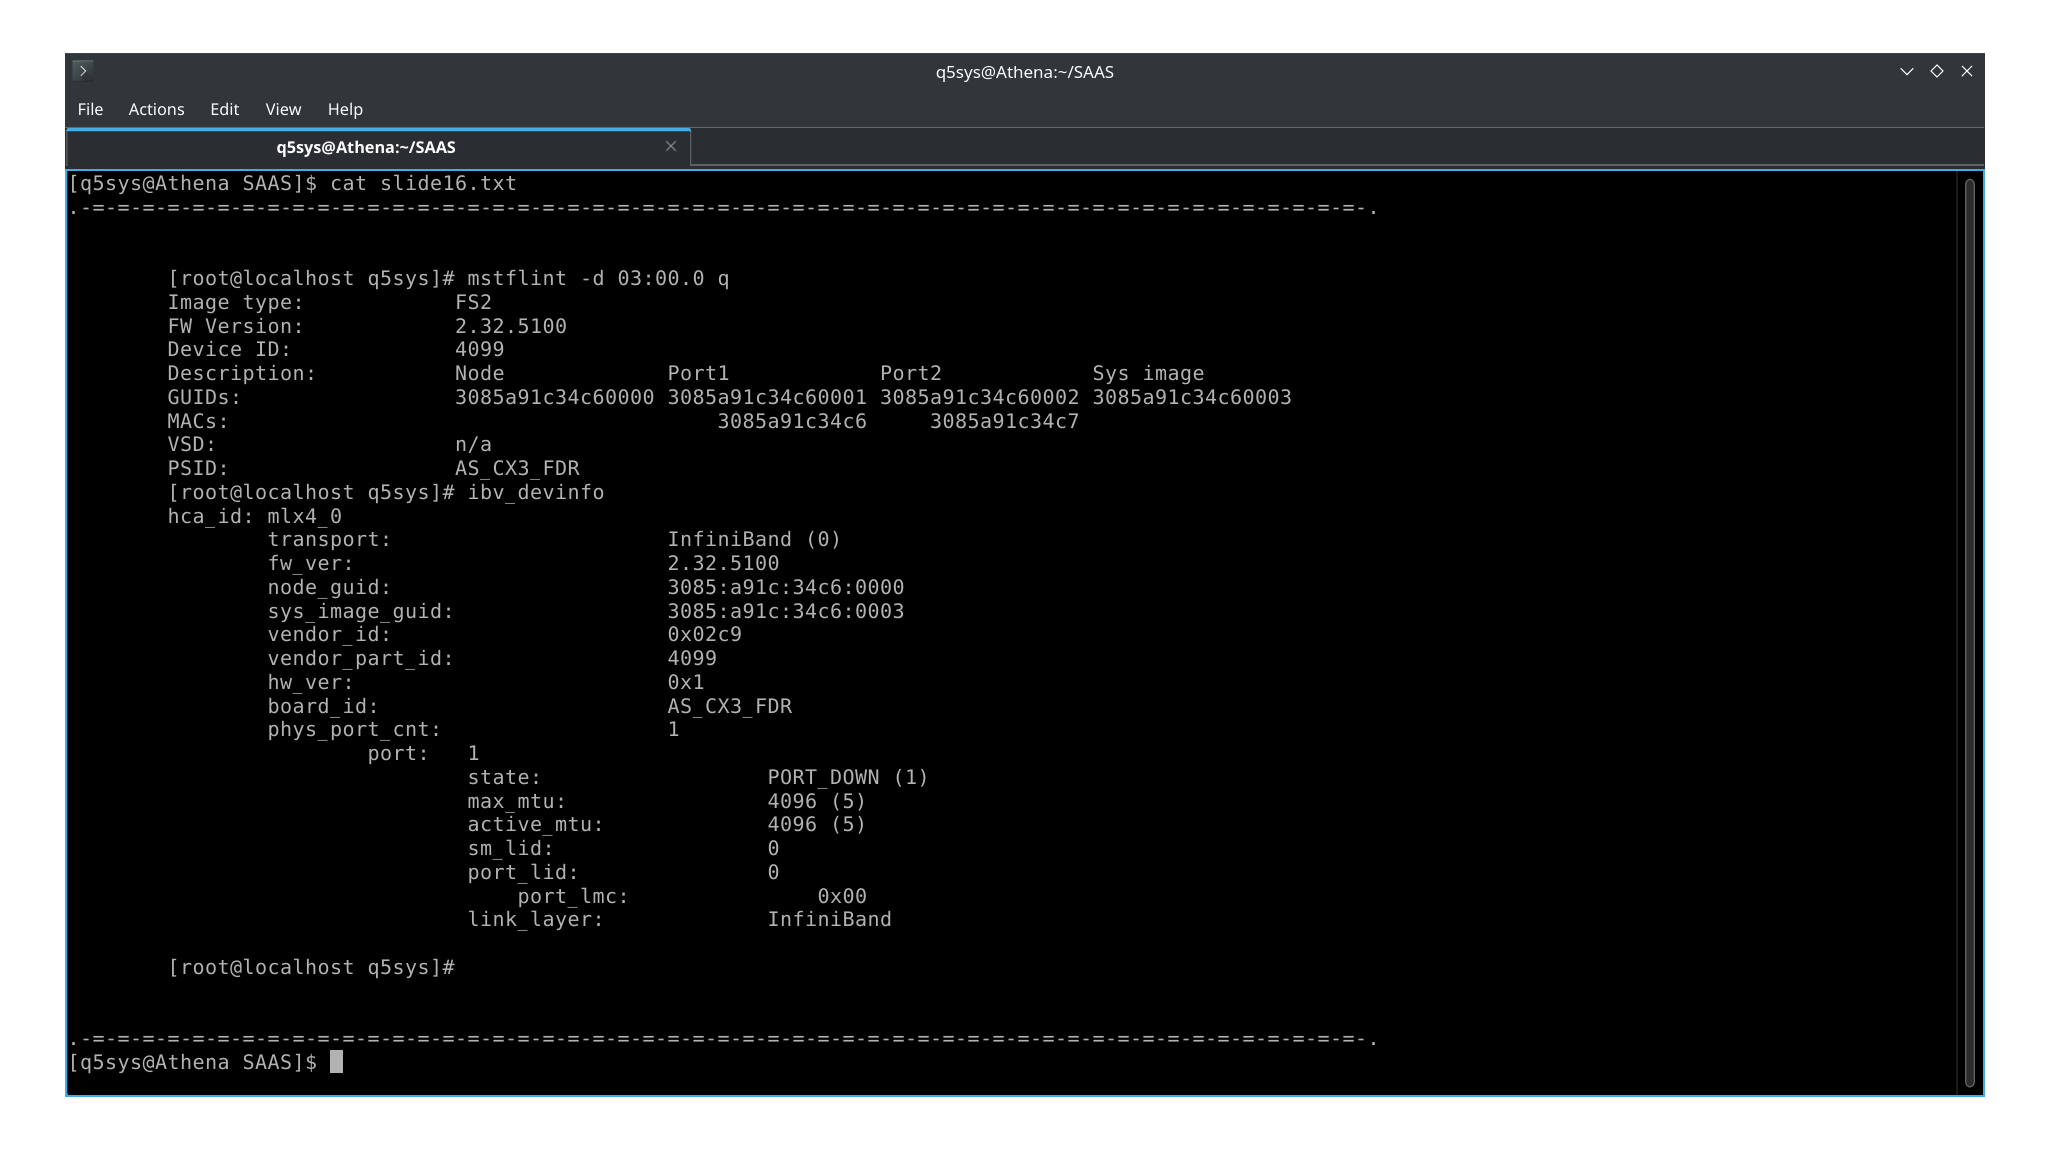 q5sys@Athena:~/SAAS
File Actions Edit View Help
q5sys@Athena:~/SAAS
[q5sys@Athena SAAS]$ cat slide16.txt
.-=-=-=-=-=-=-=-=-=-=-=-=-=-=-=-=-=-=-=-=-=-=-=-=-=-=-=-=-=-=-=-=-=-=-=-=-=-=-=-=-=-=-=-=-=-=-=-=-=-=-=-.
[root@localhost q5sys]# mstflint -d 03:00.0 q
Image type: FS2
FW Version: 2.32.5100
Device ID: 4099
Description: Node Port1 Port2 Sys image
GUIDs: 3085a91c34c60000 3085a91c34c60001 3085a91c34c60002 3085a91c34c60003
MACs: 3085a91c34c6 3085a91c34c7
VSD: n/a
PSID: AS_CX3_FDR
[root@localhost q5sys]# ibv_devinfo
hca_id: mlx4_0
transport: InfiniBand (0)
fw_ver: 2.32.5100
node_guid: 3085:a91c:34c6:0000
sys_image_guid: 3085:a91c:34c6:0003
vendor_id: 0x02c9
vendor_part_id: 4099
hw_ver: 0x1
board_id: AS_CX3_FDR
phys_port_cnt: 1
port: 1
state: PORT_DOWN (1)
max_mtu: 4096 (5)
active_mtu: 4096 (5)
sm_lid: 0
port_lid: 0
port_lmc: 0x00
link_layer: InfiniBand
[root@localhost q5sys]#
.-=-=-=-=-=-=-=-=-=-=-=-=-=-=-=-=-=-=-=-=-=-=-=-=-=-=-=-=-=-=-=-=-=-=-=-=-=-=-=-=-=-=-=-=-=-=-=-=-=-=-=-.
[q5sys@Athena SAAS]$